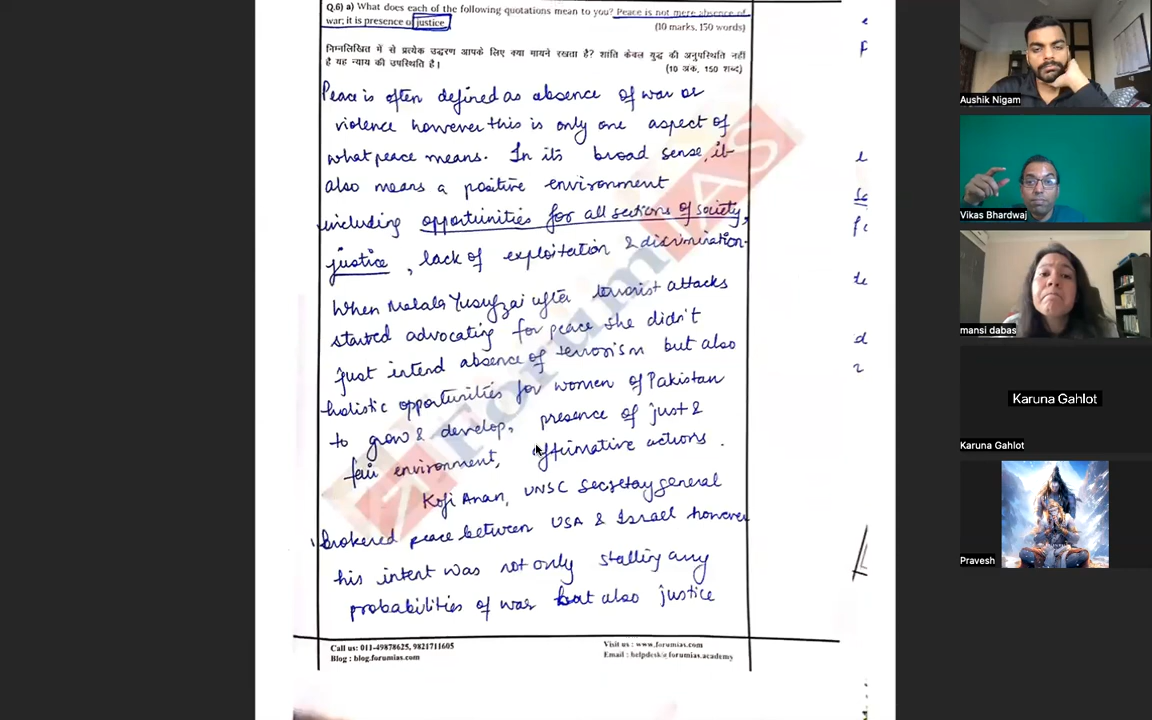 Q.6) a) What does each of the following quotations mean to you? Peace is not mere absence of
war; it is presence of justice
(10 marks, 150 words)
निम्नलिखित में से प्रत्येक उद्धरण आपके लिए क्या मायने रखता है? शांति केवल युद्ध की अनुपस्थिति नहीं
है यह न्याय की उपस्थिति है।
(10 अंक, 150 शब्द)
Peace is often defined as absence of war or
violence however this is only one aspect of
what peace means. In its broad sense, it
also means a positive environment
including opportunities for all sections of society,
justice, lack of exploitation & discrimination.
When Malala Yusufzai after terrorist attacks
started advocating for peace she didn't
just intend absence of terrorism but also
holistic opportunities for women of Pakistan
to grow & develop, presence of just &
fair environment, affirmative actions.
Kofi Anan, UNSC Secretay general
brokered peace between USA & Israel however
his intent was not only stalling any
probabilities of war but also justice
Call us: 011-49878625, 9821711605
Blog : blog.forumias.com
Visit us : www.forumias.com
Email : helpdesk@forumias.academy
ForumIAS
Aushik Nigam
Vikas Bhardwaj
mansi dabas
Karuna Gahlot
Karuna Gahlot
Pravesh